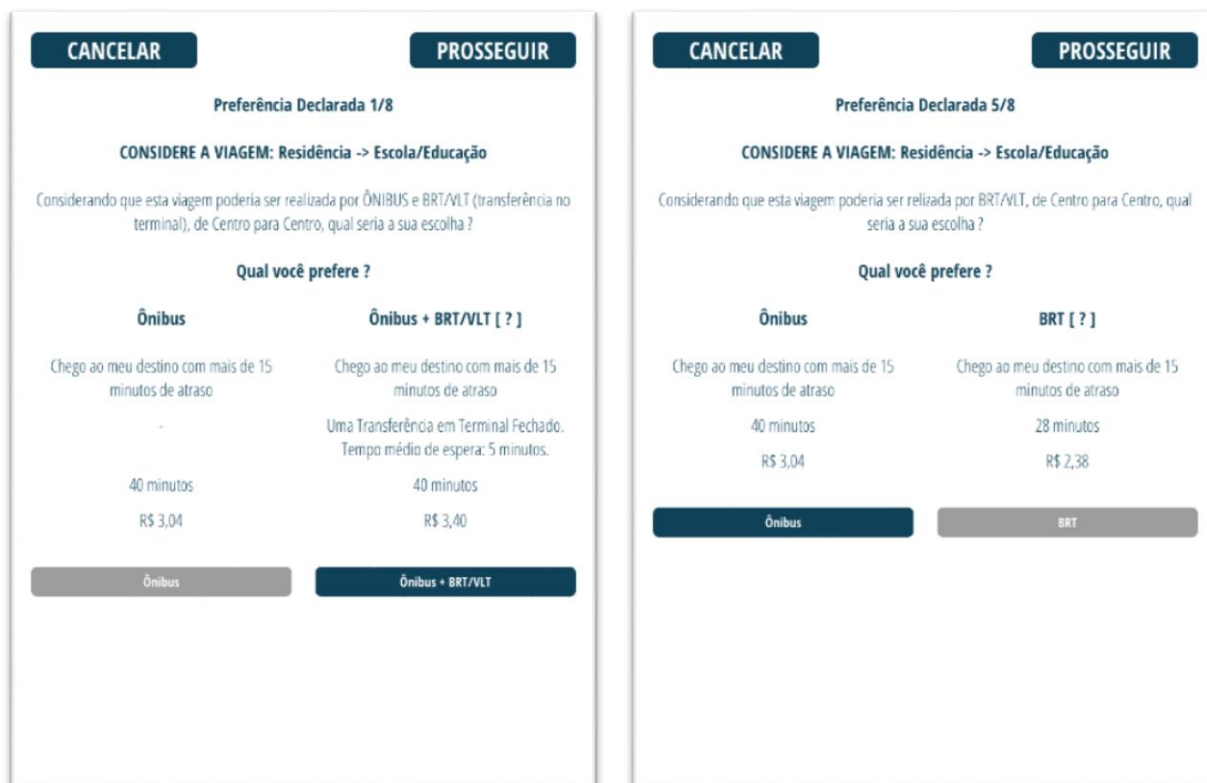 CANCELAR
PROSSEGUIR
Preferência Declarada 1/8
CONSIDERE A VIAGEM: Residência -> Escola/Educação
Considerando que esta viagem poderia ser realizada por ÔNIBUS e BRT/VLT (transferência no
terminal), de Centro para Centro, qual seria a sua escolha ?
Qual você prefere ?
Ônibus
Ônibus + BRT/VLT [ ? ]
Chego ao meu destino com mais de 15
minutos de atraso
Chego ao meu destino com mais de 15
minutos de atraso
-
Uma Transferência em Terminal Fechado.
Tempo médio de espera: 5 minutos.
40 minutos
40 minutos
R$ 3,04
R$ 3,40
Ônibus
Ônibus + BRT/VLT
CANCELAR
PROSSEGUIR
Preferência Declarada 5/8
CONSIDERE A VIAGEM: Residência -> Escola/Educação
Considerando que esta viagem poderia ser relizada por BRT/VLT, de Centro para Centro, qual
seria a sua escolha ?
Qual você prefere ?
Ônibus
BRT [ ? ]
Chego ao meu destino com mais de 15
minutos de atraso
Chego ao meu destino com mais de 15
minutos de atraso
40 minutos
28 minutos
R$ 3,04
R$ 2,38
Ônibus
BRT